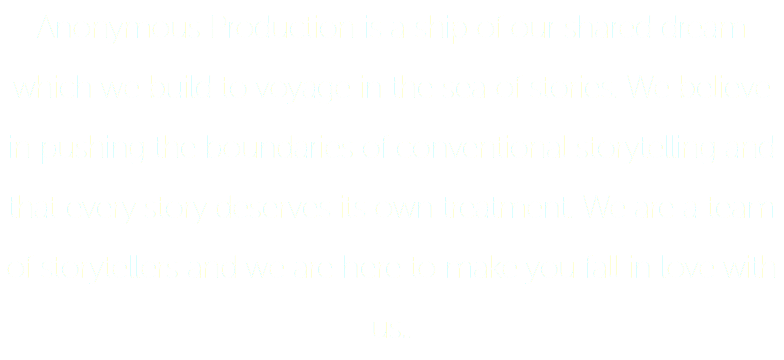 Anonymous Production is a ship of our shared dream
which we build to voyage in the sea of stories. We believe
in pushing the boundaries of conventional storytelling and
that every story deserves its own treatment. We are a team
of storytellers and we are here to make you fall in love with
us.